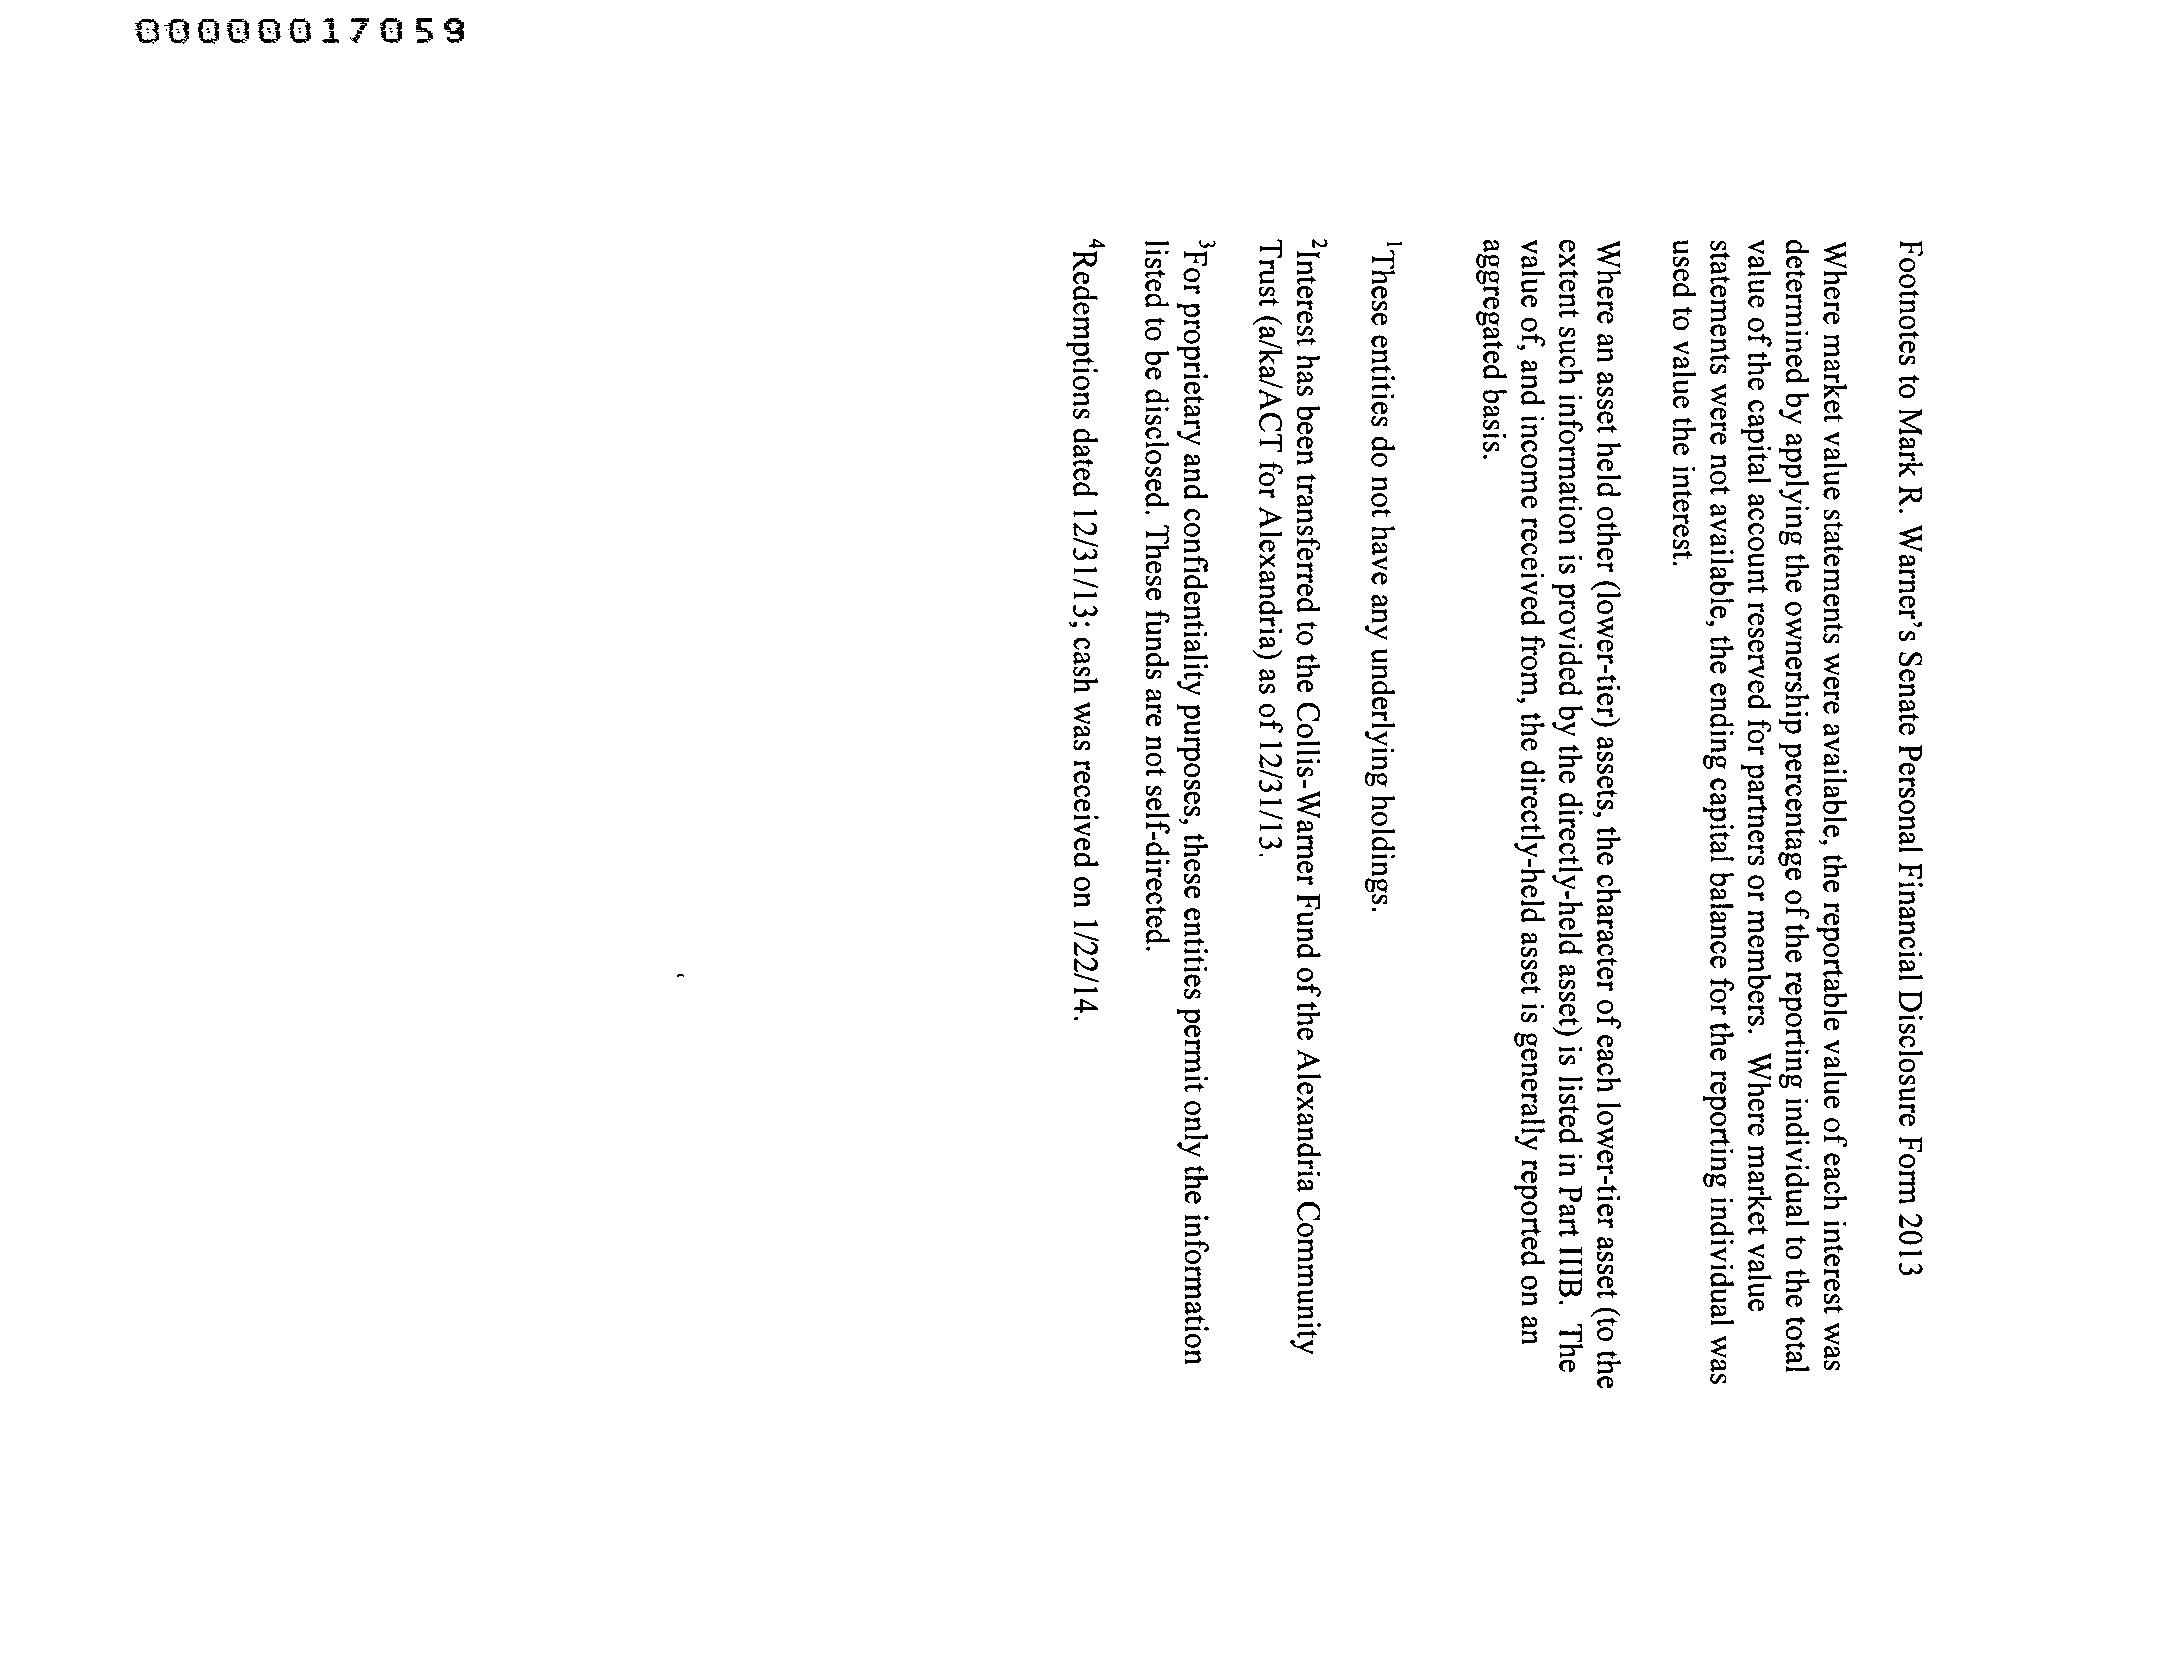 00000017059
Footnotes to Mark R. Warner's Senate Personal Financial Disclosure Form 2013
Where market value statements were available, the reportable value of each interest was
determined by applying the ownership percentage of the reporting individual to the total
value of the capital account reserved for partners or members.  Where market value
statements were not available, the ending capital balance for the reporting individual was
used to value the interest.
Where an asset held other (lower-tier) assets, the character of each lower-tier asset (to the
extent such information is provided by the directly-held asset) is listed in Part IIIB.  The
value of, and income received from, the directly-held asset is generally reported on an
aggregated basis.
¹These entities do not have any underlying holdings.
²Interest has been transferred to the Collis-Warner Fund of the Alexandria Community
Trust (a/ka/ACT for Alexandria) as of 12/31/13.
³For proprietary and confidentiality purposes, these entities permit only the information
listed to be disclosed. These funds are not self-directed.
⁴Redemptions dated 12/31/13; cash was received on 1/22/14.